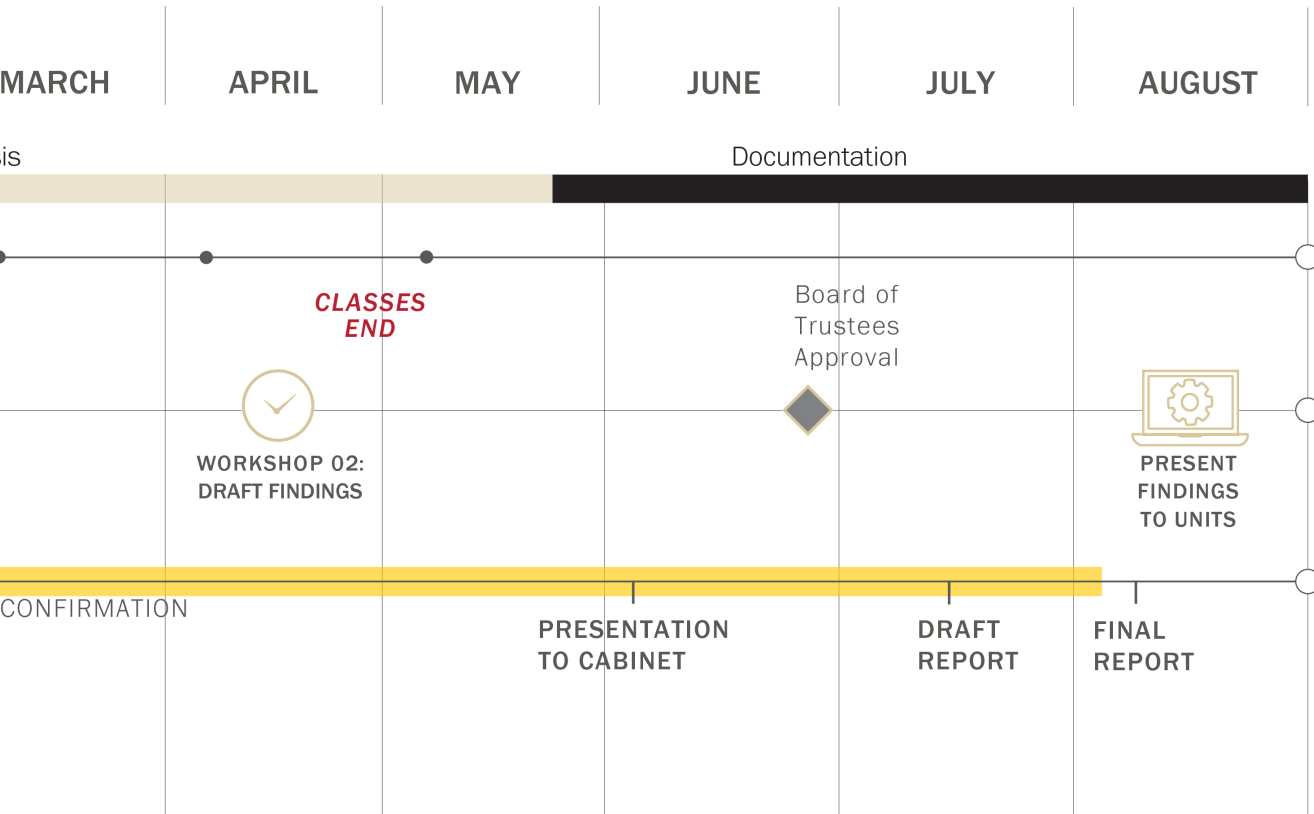 MARCH
APRIL
MAY
JUNE
JULY
AUGUST
sis
Documentation
CLASSES
END
Board of
Trustees
Approval
WORKSHOP 02:
DRAFT FINDINGS
PRESENT
FINDINGS
TO UNITS
CONFIRMATION
PRESENTATION
TO CABINET
DRAFT
REPORT
FINAL
REPORT